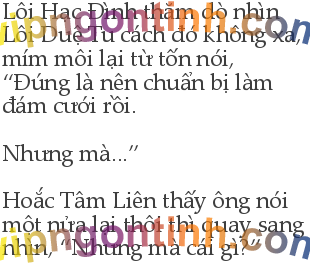 Lôi Hạc Đình thăm dò nhìn
Lôi Duệ Tu cách đó không xa,
mím môi lại từ tốn nói,
“Đúng là nên chuẩn bị làm
đám cưới rồi.
Nhưng mà...”
Hoắc Tâm Liên thấy ông nói
một nửa lại thôi thì quay sang
nhìn, “Nhưng mà cái gì?”